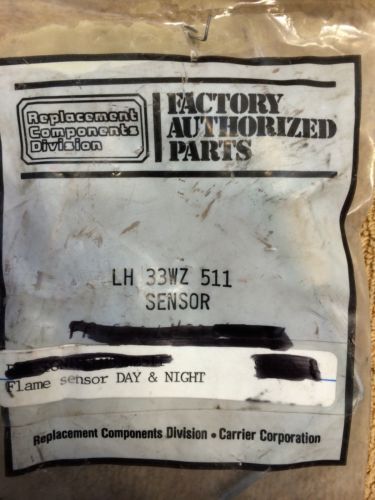 Replacement
Components
Division
FACTORY
AUTHORIZED
PARTS
LH 33WZ 511
SENSOR
Flame sensor DAY & NIGHT
Replacement Components Division • Carrier Corporation